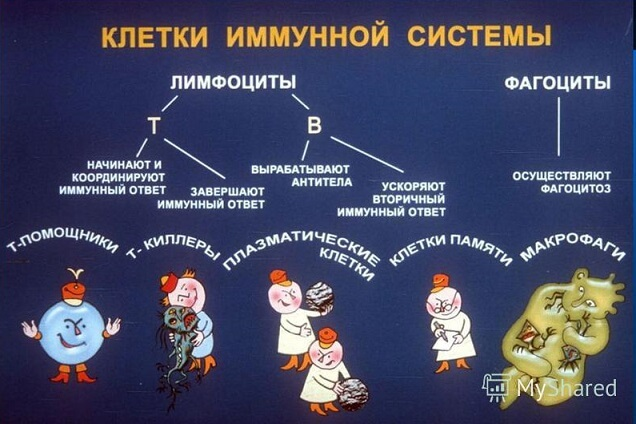 КЛЕТКИ ИММУННОЙ СИСТЕМЫ
ЛИМФОЦИТЫ
ФАГОЦИТЫ
Т
В
НАЧИНАЮТ И
КООРДИНИРУЮТ
ИММУННЫЙ ОТВЕТ
ЗАВЕРШАЮТ
ИММУННЫЙ ОТВЕТ
ВЫРАБАТЫВАЮТ
АНТИТЕЛА
УСКОРЯЮТ
ВТОРИЧНЫЙ
ИММУННЫЙ ОТВЕТ
ОСУЩЕСТВЛЯЮТ
ФАГОЦИТОЗ
Т-ПОМОЩНИКИ
Т- КИЛЛЕРЫ
ПЛАЗМАТИЧЕСКИЕ
КЛЕТКИ
КЛЕТКИ ПАМЯТИ
МАКРОФАГИ
MyShared